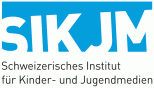 SIKJM
Schweizerisches Institut
für Kinder- und Jugendmedien